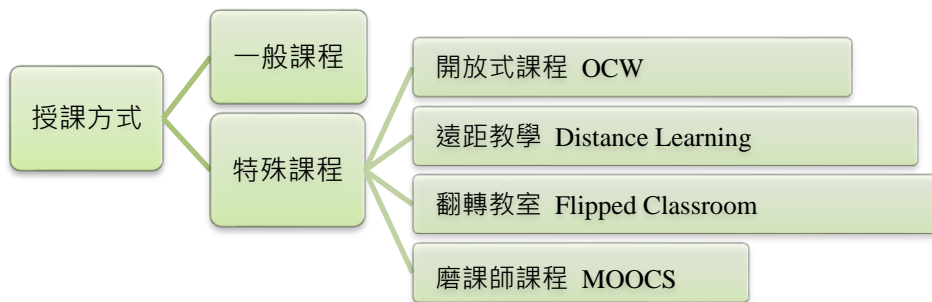 授課方式
一般課程
特殊課程
開放式課程 OCW
遠距教學 Distance Learning
翻轉教室 Flipped Classroom
磨課師課程 MOOCS